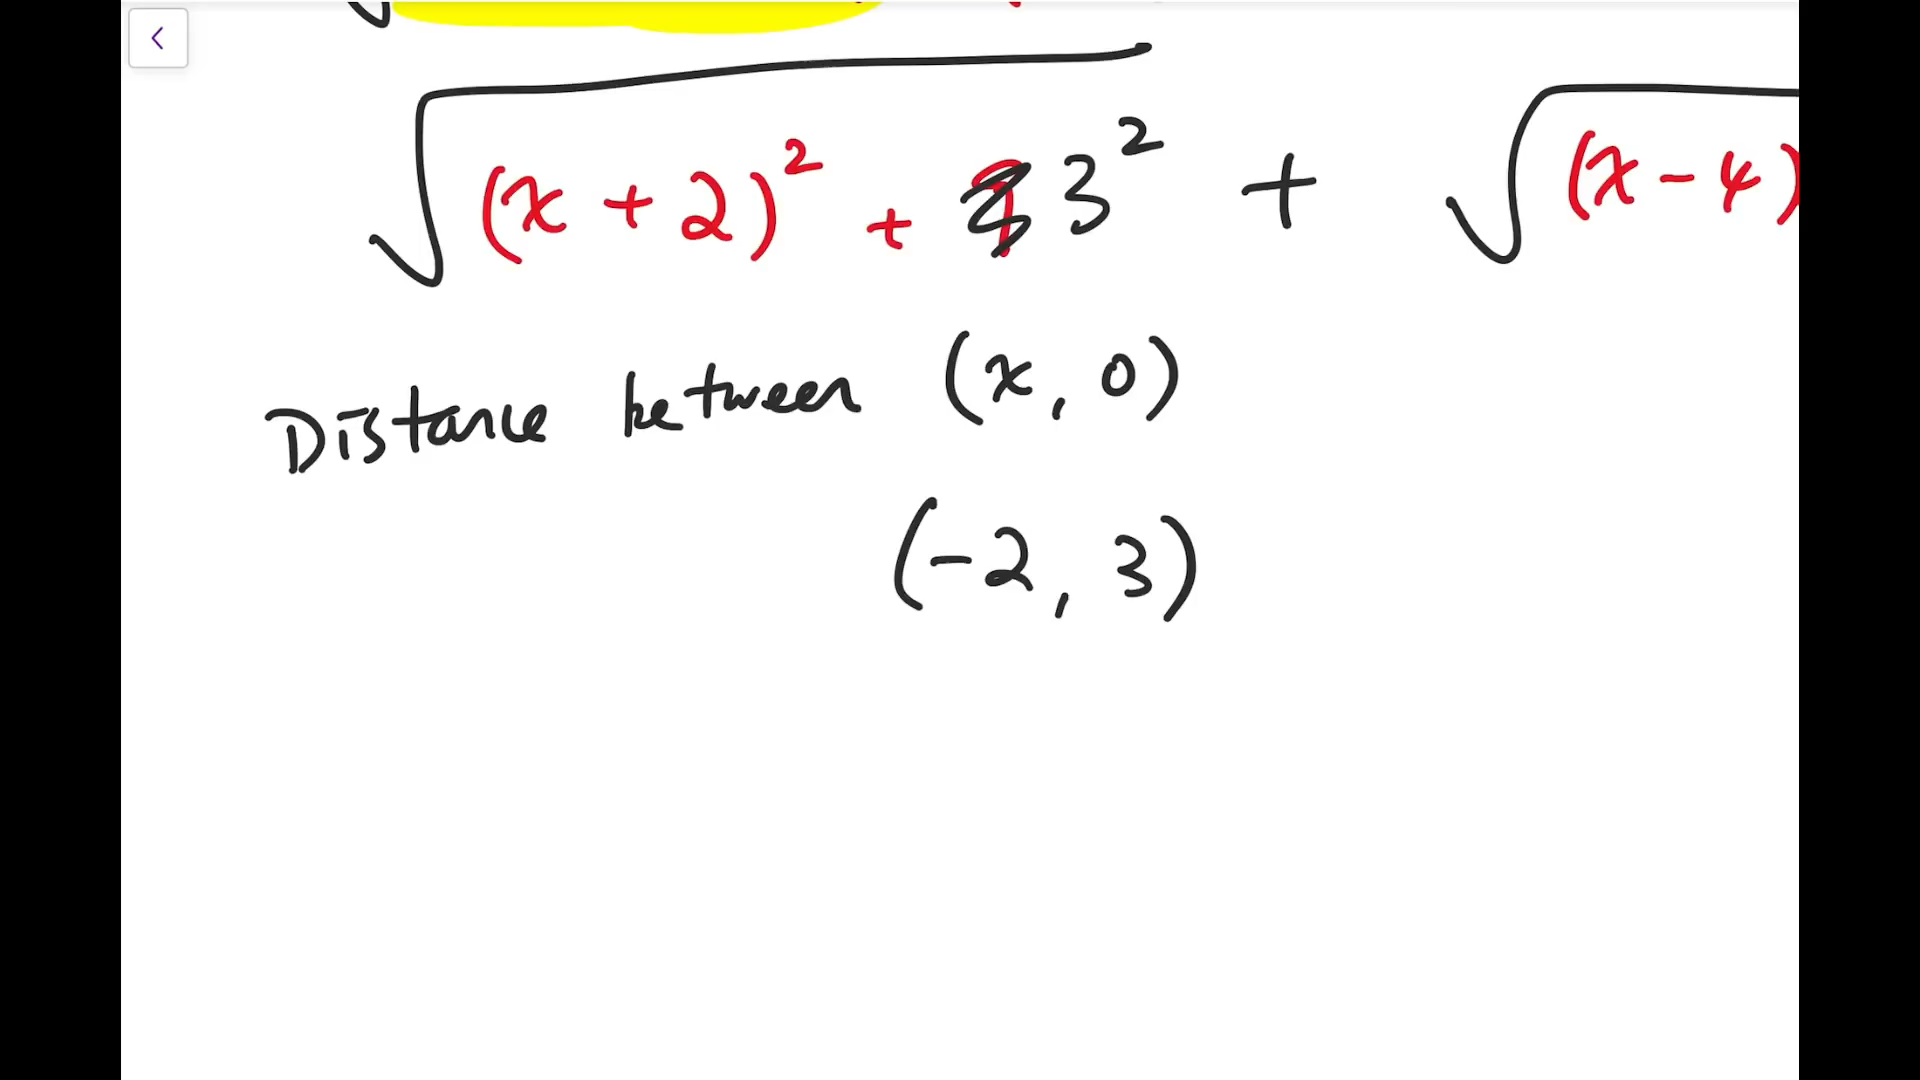 √((x + 2)² + 3²) + √((x - 4)
Distance between (x, 0)
(-2, 3)